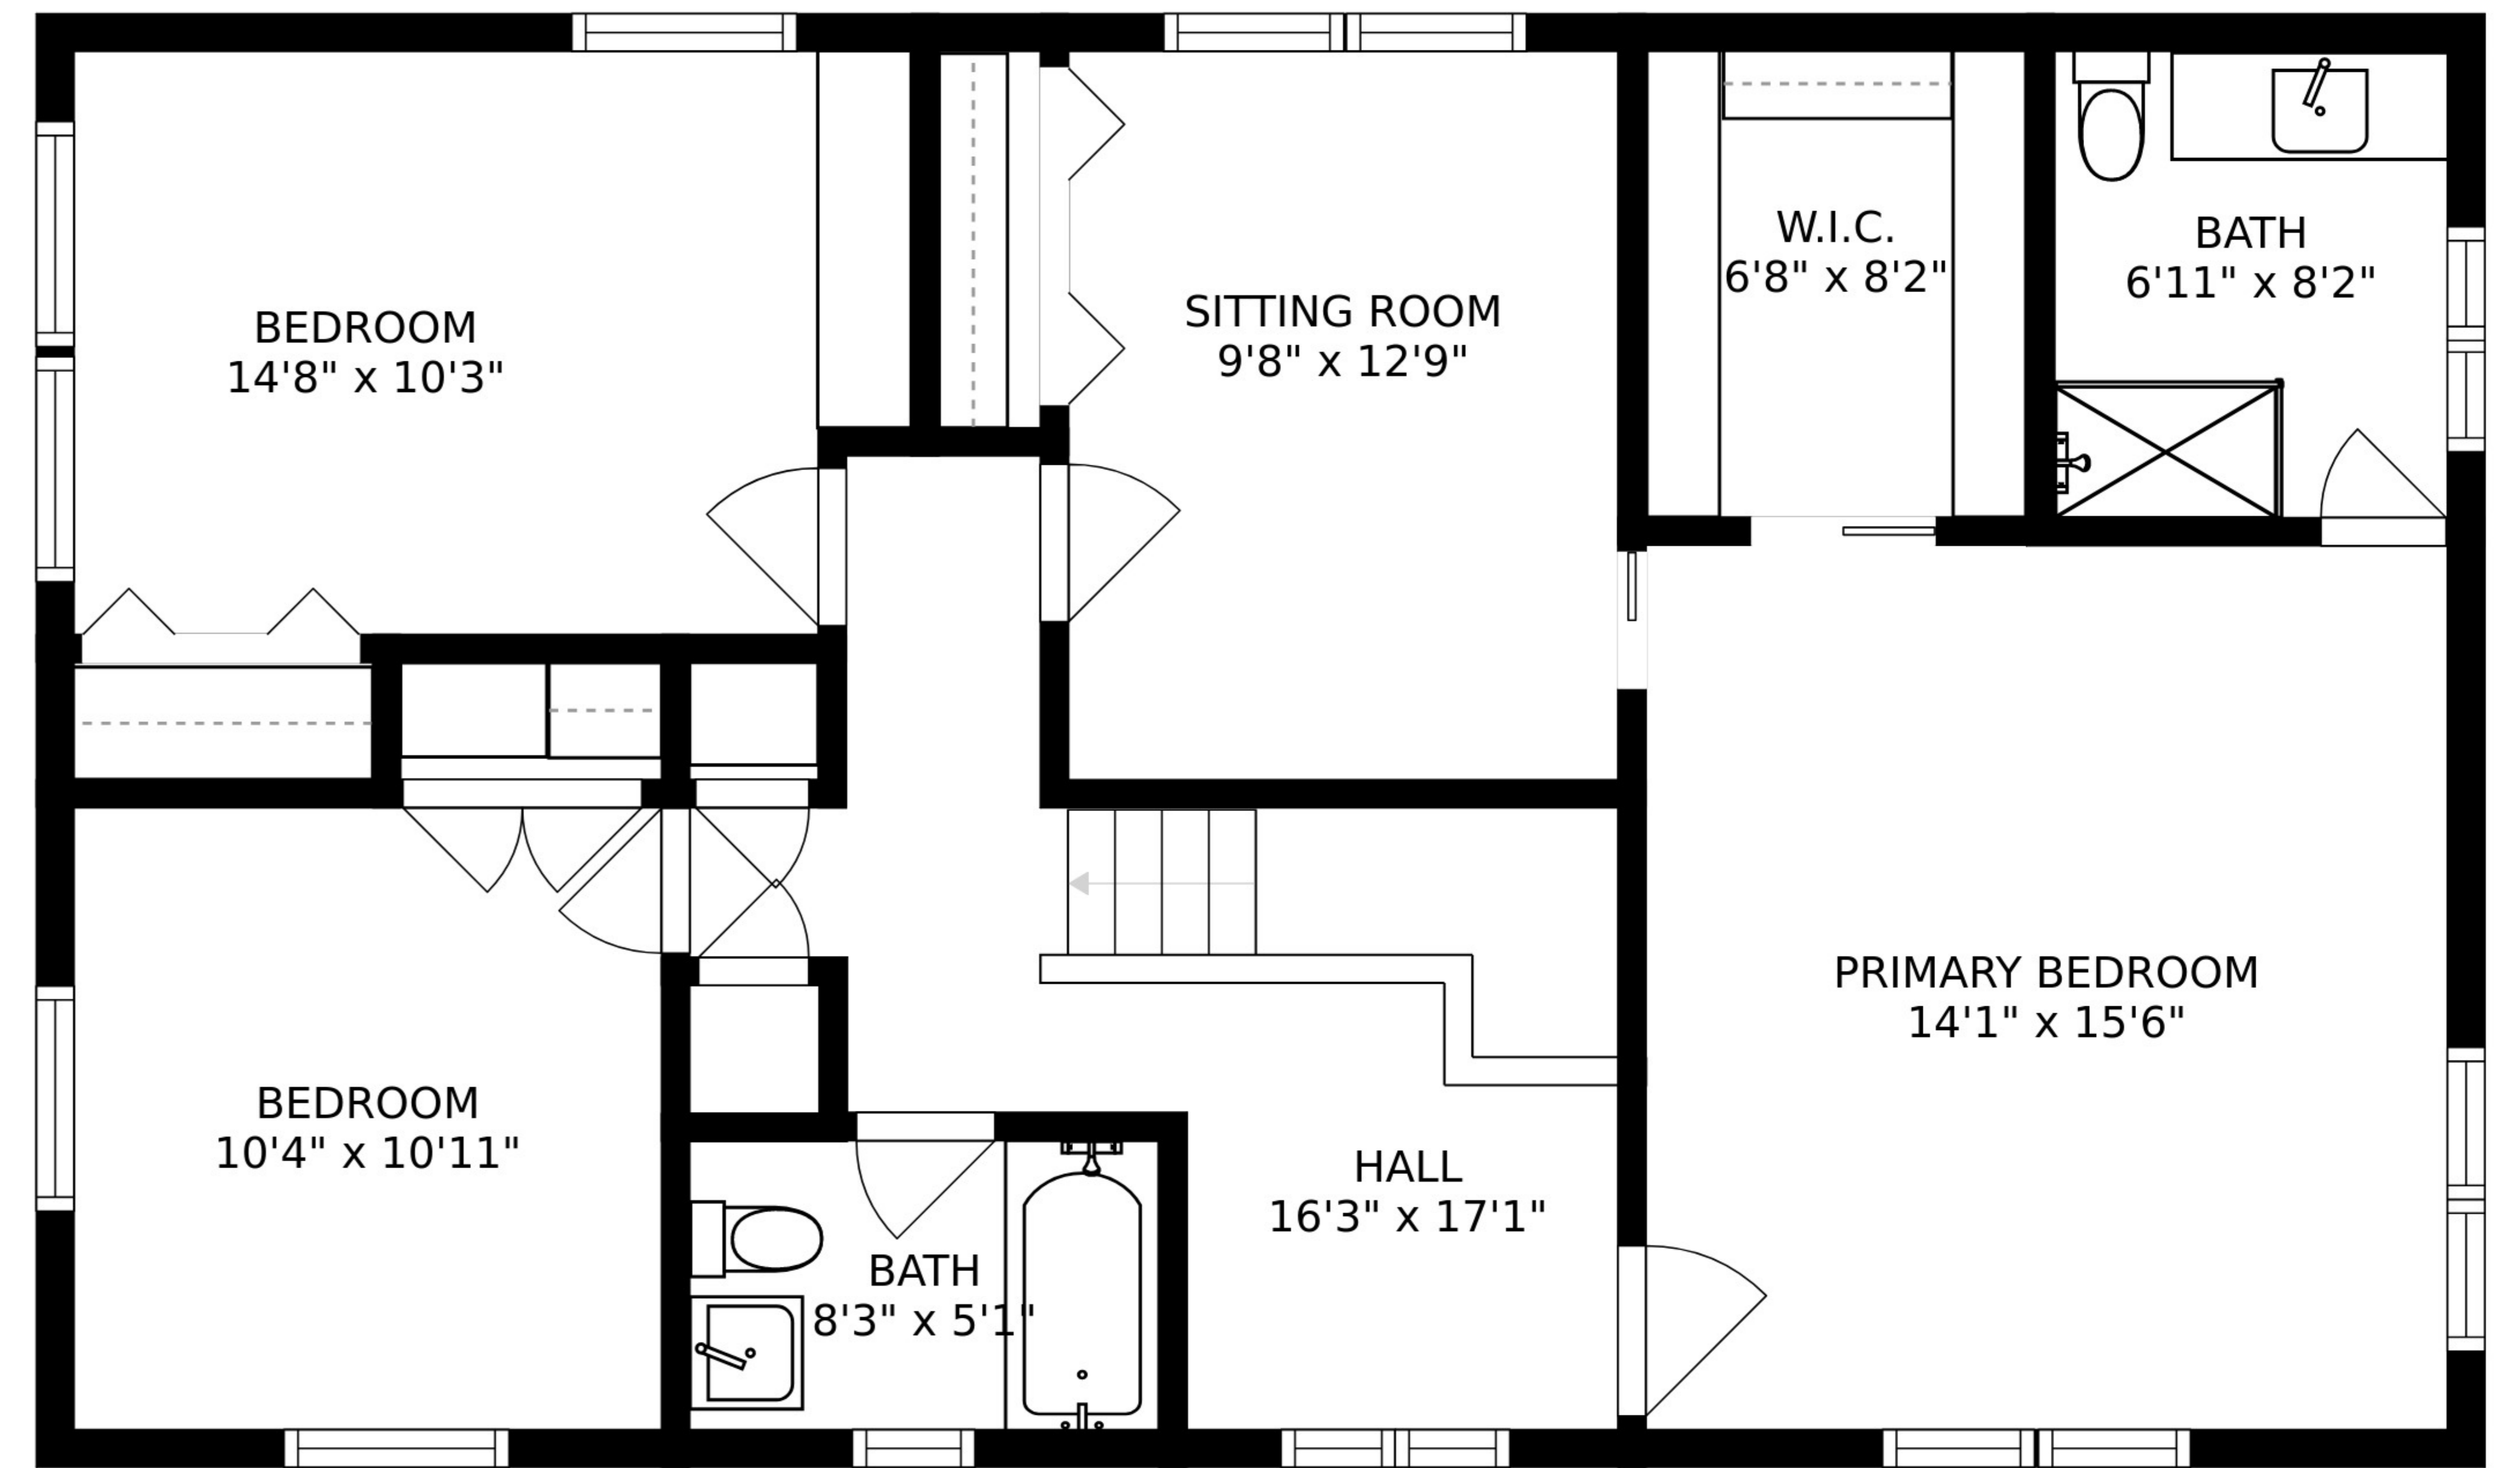 BEDROOM
14'8" x 10'3"
SITTING ROOM
9'8" x 12'9"
W.I.C.
6'8" x 8'2"
BATH
6'11" x 8'2"
BEDROOM
10'4" x 10'11"
BATH
8'3" x 5'1"
HALL
16'3" x 17'1"
PRIMARY BEDROOM
14'1" x 15'6"